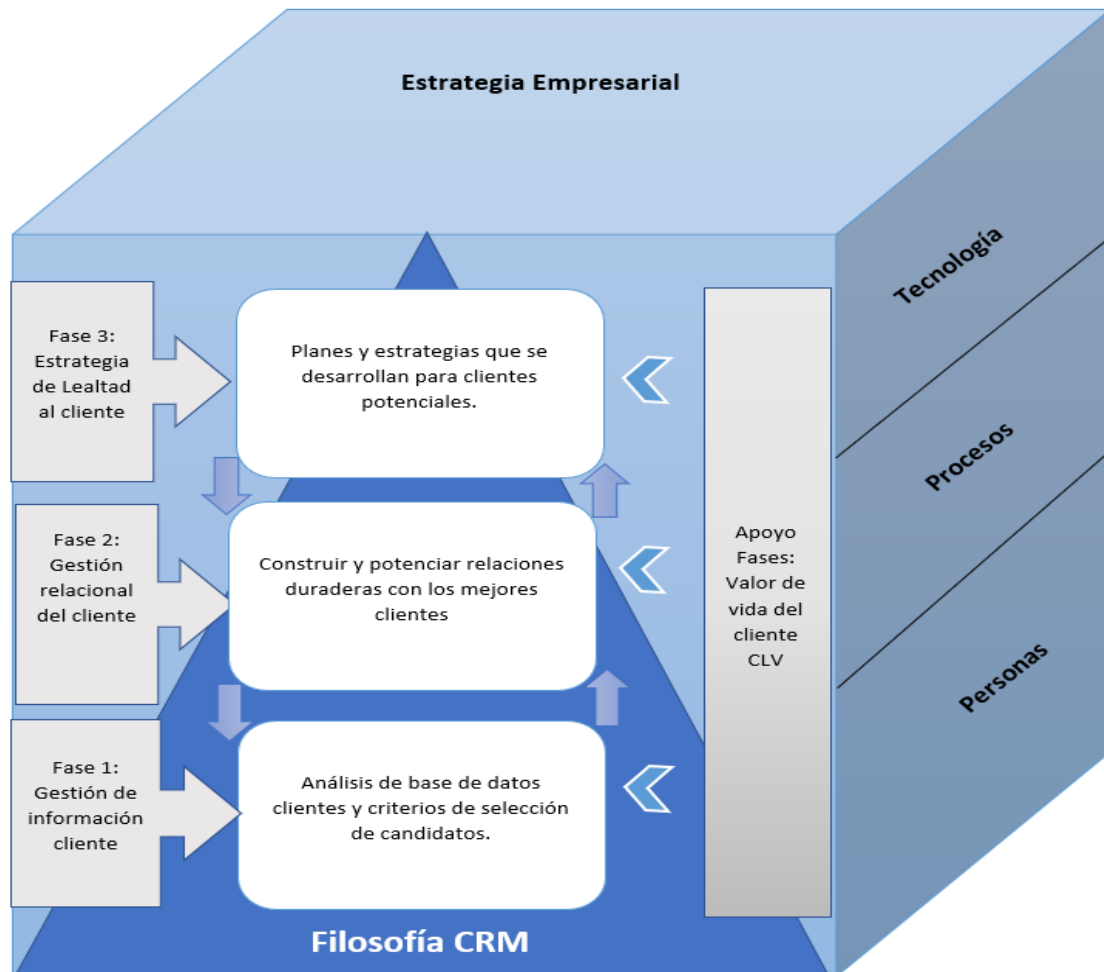 Estrategia Empresarial
Tecnología
Procesos
Personas
Fase 3:
Estrategia
de Lealtad
al cliente
Planes y estrategias que se
desarrollan para clientes
potenciales.
Fase 2:
Gestión
relacional
del cliente
Construir y potenciar relaciones
duraderas con los mejores
clientes
Fase 1:
Gestión de
información
cliente
Análisis de base de datos
clientes y criterios de selección
de candidatos.
Apoyo
Fases:
Valor de
vida del
cliente
CLV
Filosofía CRM